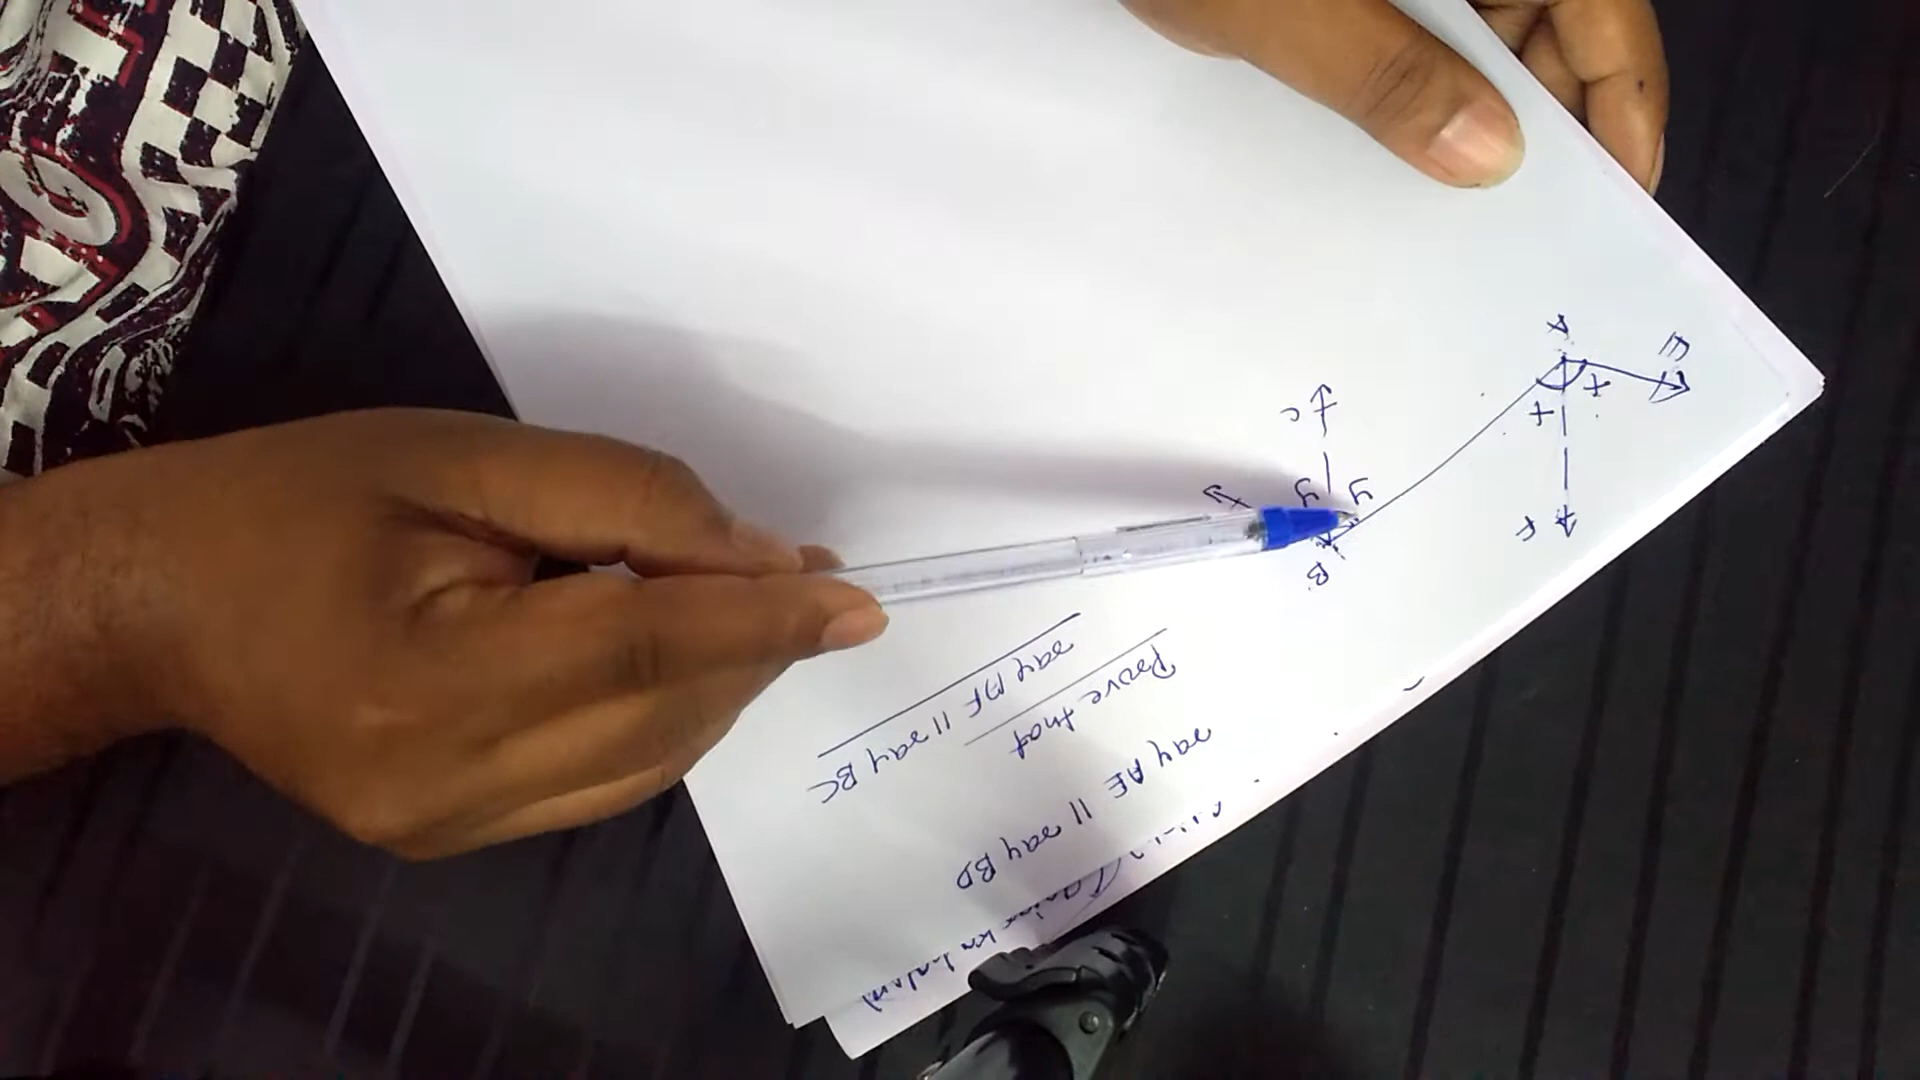 ray AE || ray BD
Prove that
ray AF || ray BC
A
E
x
x
F
C
y
y
D
B